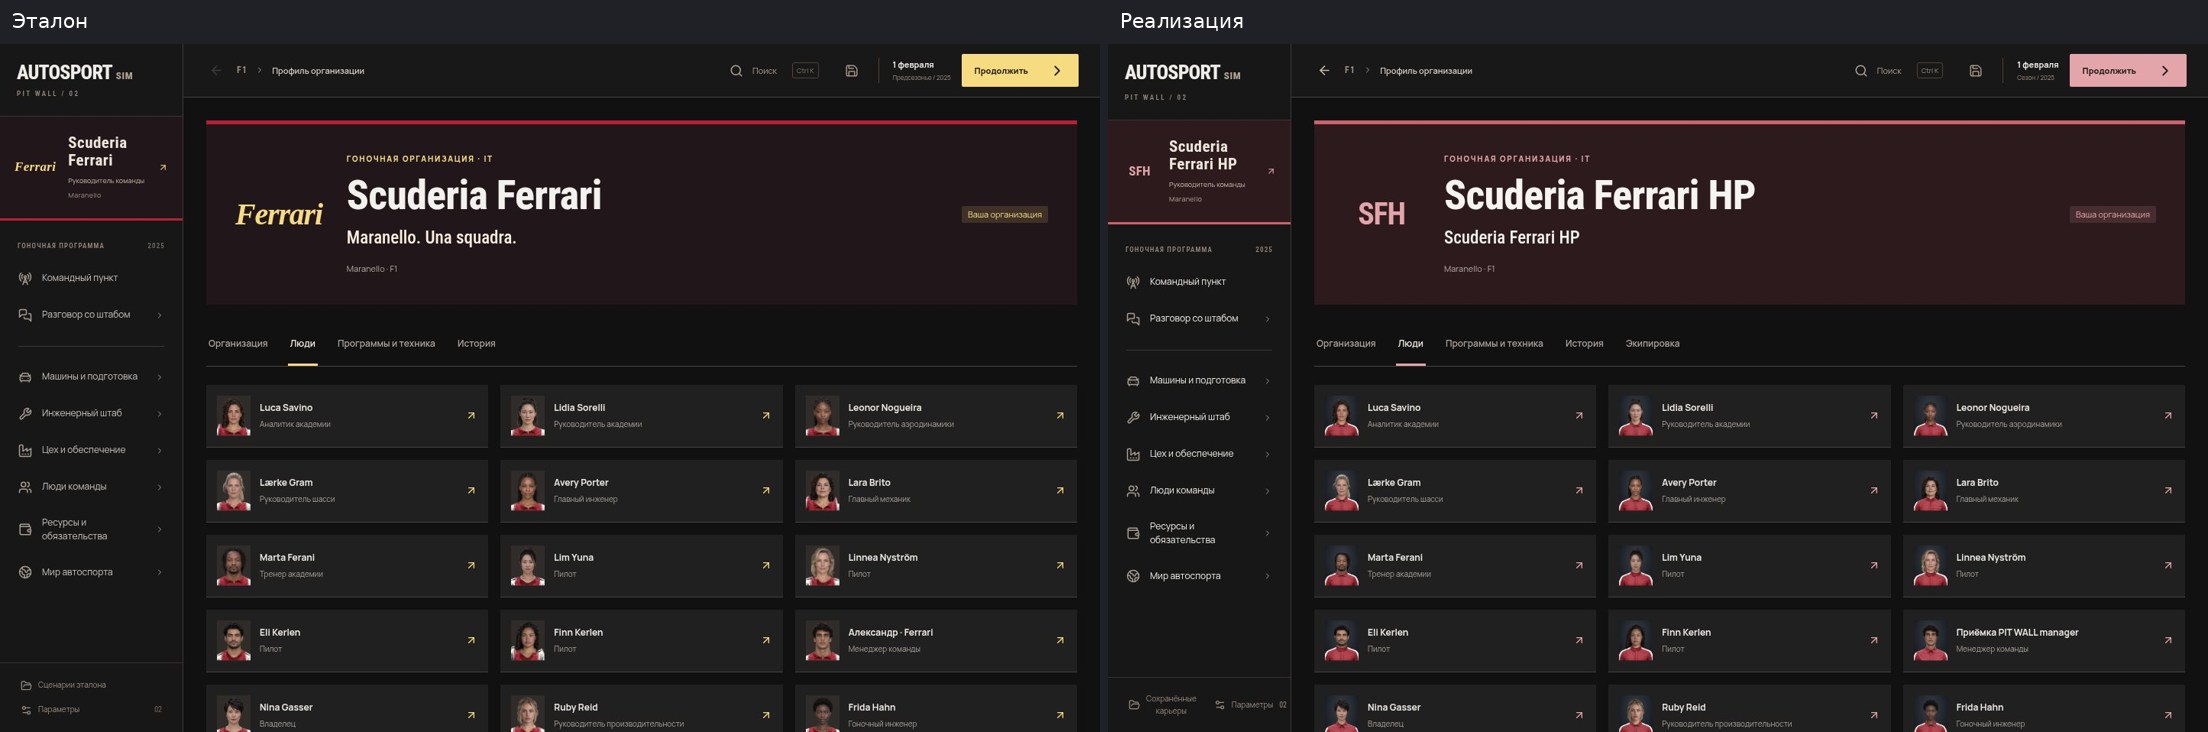 Эталон
AUTOSPORT SIM
PIT WALL / 02
F1
Профиль организации
Поиск
Ctrl K
1 февраля
Предсезонье / 2025
Продолжить
Ferrari
Scuderia
Ferrari
Руководитель команды
Maranello
Ferrari
ГОНОЧНАЯ ОРГАНИЗАЦИЯ · IT
Scuderia Ferrari
Maranello. Una squadra.
Maranello · F1
Ваша организация
ГОНОЧНАЯ ПРОГРАММА 2025
Командный пункт
Разговор со штабом
Машины и подготовка
Инженерный штаб
Цех и обеспечение
Люди команды
Ресурсы и
обязательства
Мир автоспорта
Сценарии эталона
Параметры 02
Организация Люди Программы и техника История
Luca Savino
Аналитик академии
Lidia Sorelli
Руководитель академии
Leonor Nogueira
Руководитель аэродинамики
Lærke Gram
Руководитель шасси
Avery Porter
Главный инженер
Lara Brito
Главный механик
Marta Ferani
Тренер академии
Lim Yuna
Пилот
Linnea Nyström
Пилот
Eli Kerlen
Пилот
Finn Kerlen
Пилот
Александр · Ferrari
Менеджер команды
Nina Gasser
Владелец
Ruby Reid
Руководитель производительности
Frida Hahn
Гоночный инженер
Реализация
AUTOSPORT SIM
PIT WALL / 02
F1
Профиль организации
Поиск
Ctrl K
1 февраля
Сезон / 2025
Продолжить
SFH
Scuderia
Ferrari HP
Руководитель команды
Maranello
SFH
ГОНОЧНАЯ ОРГАНИЗАЦИЯ · IT
Scuderia Ferrari HP
Scuderia Ferrari HP
Maranello · F1
Ваша организация
ГОНОЧНАЯ ПРОГРАММА 2025
Командный пункт
Разговор со штабом
Машины и подготовка
Инженерный штаб
Цех и обеспечение
Люди команды
Ресурсы и
обязательства
Мир автоспорта
Сохранённые
карьеры
Параметры 02
Организация Люди Программы и техника История Экипировка
Luca Savino
Аналитик академии
Lidia Sorelli
Руководитель академии
Leonor Nogueira
Руководитель аэродинамики
Lærke Gram
Руководитель шасси
Avery Porter
Главный инженер
Lara Brito
Главный механик
Marta Ferani
Тренер академии
Lim Yuna
Пилот
Linnea Nyström
Пилот
Eli Kerlen
Пилот
Finn Kerlen
Пилот
Приёмка PIT WALL manager
Менеджер команды
Nina Gasser
Владелец
Ruby Reid
Руководитель производительности
Frida Hahn
Гоночный инженер